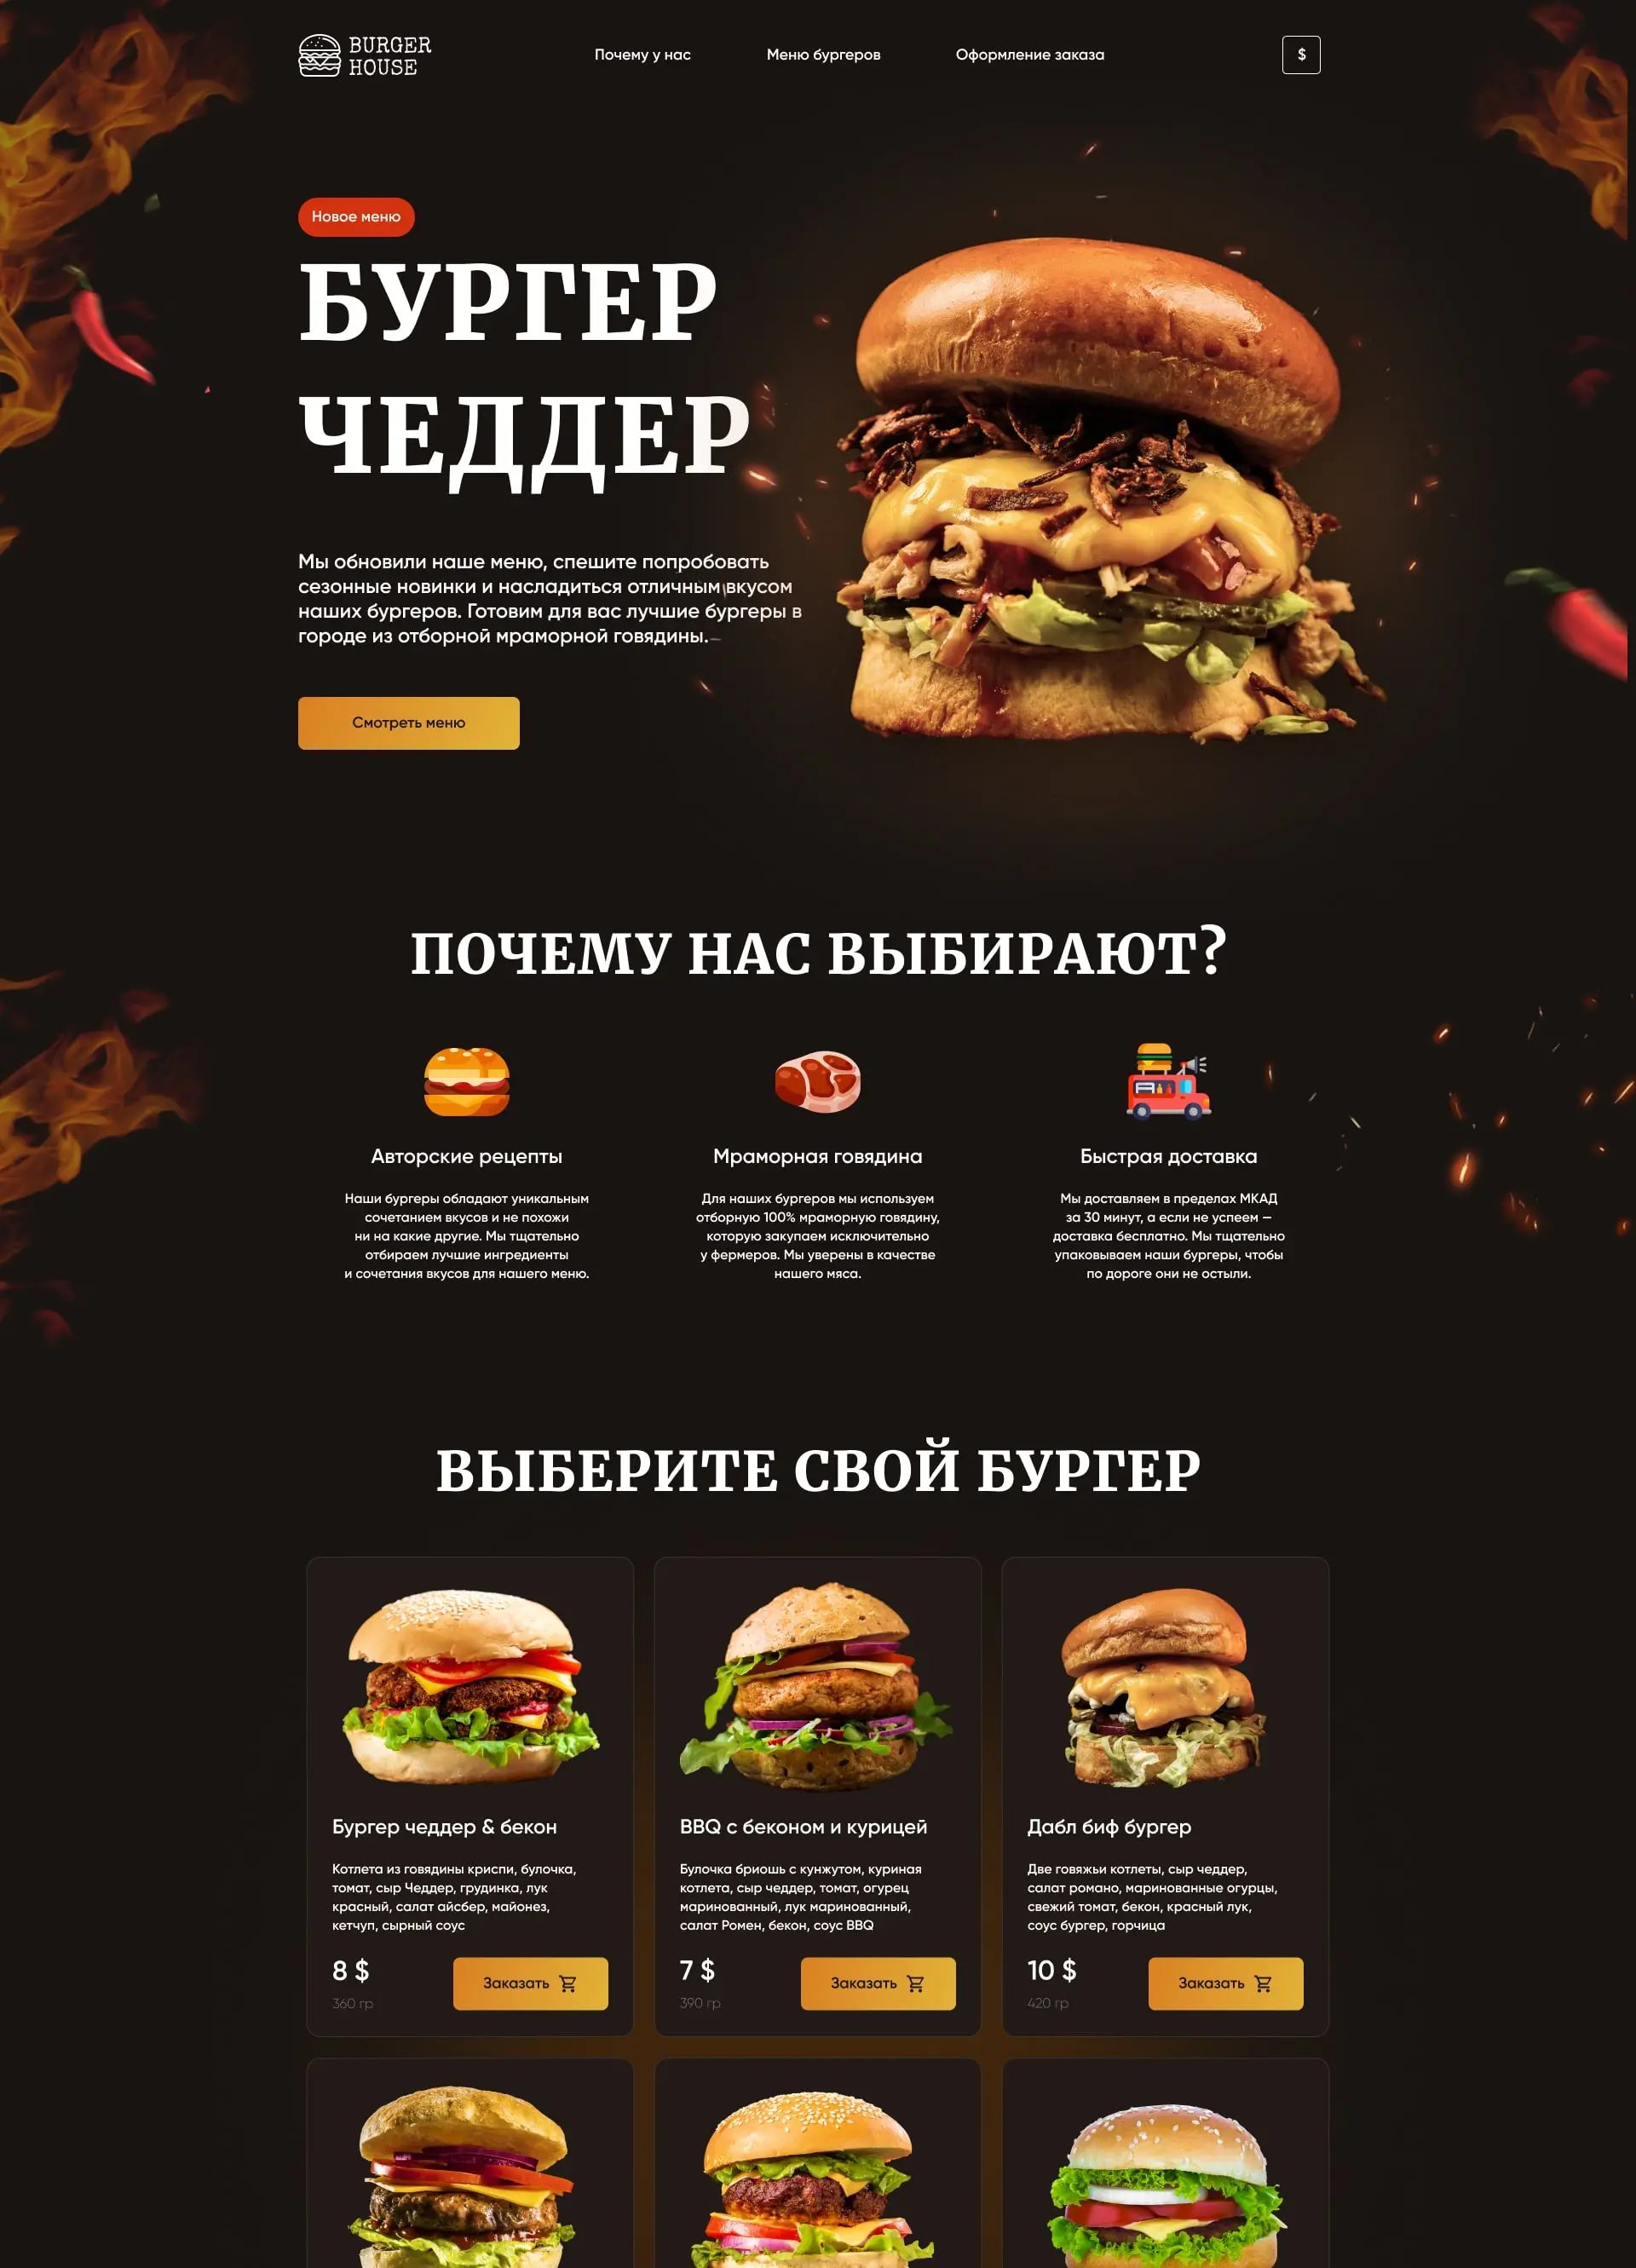 BURGER
HOUSE
Почему у нас
Меню бургеров
Оформление заказа
$
Новое меню
БУРГЕР
ЧЕДДЕР
Мы обновили наше меню, спешите попробовать
сезонные новинки и насладиться отличным вкусом
наших бургеров. Готовим для вас лучшие бургеры в
городе из отборной мраморной говядины.
Смотреть меню
ПОЧЕМУ НАС ВЫБИРАЮТ?
Авторские рецепты
Наши бургеры обладают уникальным
сочетанием вкусов и не похожи
ни на какие другие. Мы тщательно
отбираем лучшие ингредиенты
и сочетания вкусов для нашего меню.
Мраморная говядина
Для наших бургеров мы используем
отборную 100% мраморную говядину,
которую закупаем исключительно
у фермеров. Мы уверены в качестве
нашего мяса.
Быстрая доставка
Мы доставляем в пределах МКАД
за 30 минут, а если не успеем —
доставка бесплатно. Мы тщательно
упаковываем наши бургеры, чтобы
по дороге они не остыли.
ВЫБЕРИТЕ СВОЙ БУРГЕР
Бургер чеддер & бекон
Котлета из говядины криспи, булочка,
томат, сыр Чеддер, грудинка, лук
красный, салат айсбер, майонез,
кетчуп, сырный соус
8 $
360 гр
Заказать
BBQ с беконом и курицей
Булочка бриошь с кунжутом, куриная
котлета, сыр чеддер, томат, огурец
маринованный, лук маринованный,
салат Ромен, бекон, соус BBQ
7 $
390 гр
Заказать
Дабл биф бургер
Две говяжьи котлеты, сыр чеддер,
салат романо, маринованные огурцы,
свежий томат, бекон, красный лук,
соус бургер, горчица
10 $
420 гр
Заказать